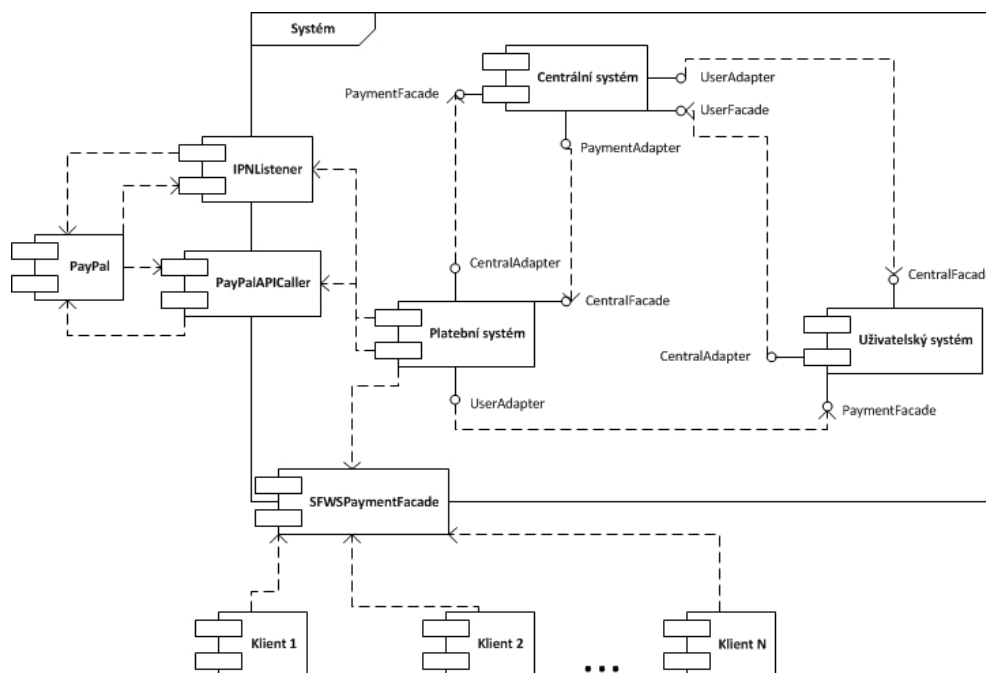 Systém
Centrální systém
UserAdapter
PaymentFacade
UserFacade
PaymentAdapter
IPNListener
PayPal
PayPalAPICaller
CentralAdapter
CentralFacade
CentralFacade
Platební systém
Uživatelský systém
CentralAdapter
UserAdapter
PaymentFacade
SFWSPaymentFacade
Klient 1
Klient 2
Klient N
...